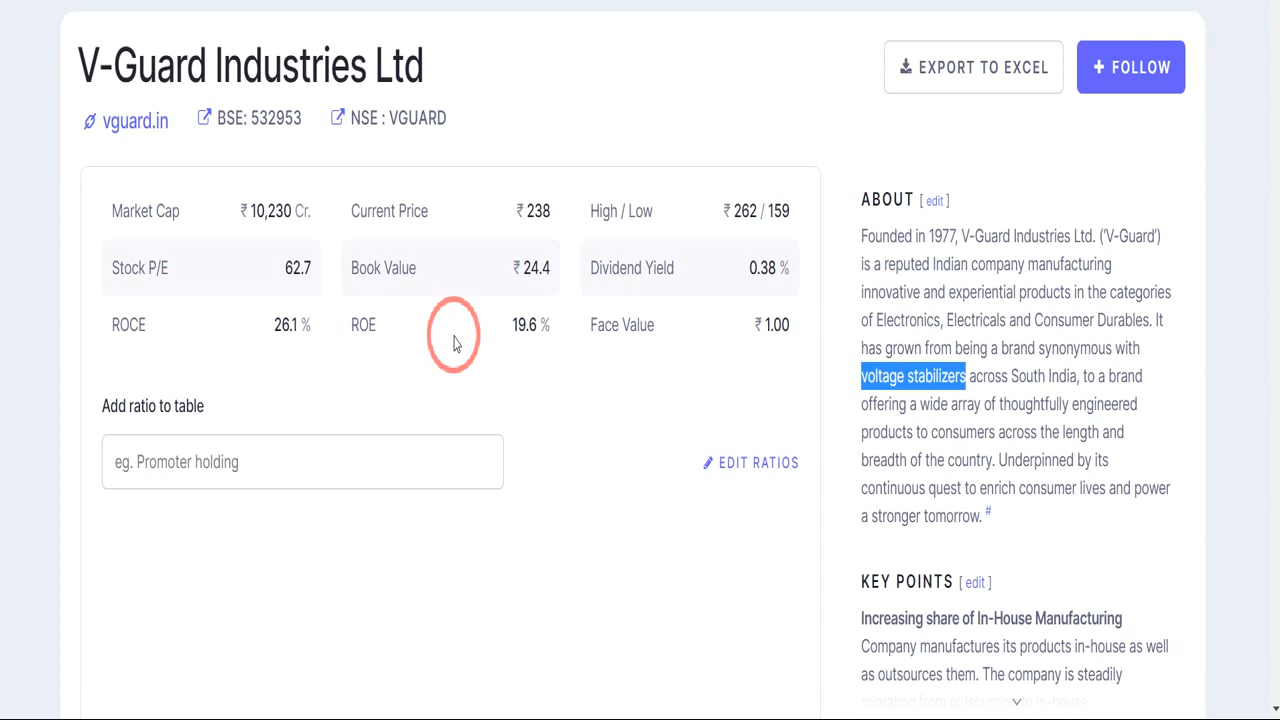 V-Guard Industries Ltd
EXPORT TO EXCEL
+ FOLLOW
vguard.in
BSE: 532953
NSE : VGUARD
Market Cap ₹ 10,230 Cr.
Current Price ₹ 238
High / Low ₹ 262 / 159
Stock P/E 62.7
Book Value ₹ 24.4
Dividend Yield 0.38 %
ROCE 26.1 %
ROE 19.6 %
Face Value ₹ 1.00
Add ratio to table
eg. Promoter holding
EDIT RATIOS
ABOUT [ edit ]
Founded in 1977, V-Guard Industries Ltd. (‘V-Guard’)
is a reputed Indian company manufacturing
innovative and experiential products in the categories
of Electronics, Electricals and Consumer Durables. It
has grown from being a brand synonymous with
voltage stabilizers across South India, to a brand
offering a wide array of thoughtfully engineered
products to consumers across the length and
breadth of the country. Underpinned by its
continuous quest to enrich consumer lives and power
a stronger tomorrow. #
KEY POINTS [ edit ]
Increasing share of In-House Manufacturing
Company manufactures its products in-house as well
as outsources them. The company is steadily
migrating from outsourcing to in-house